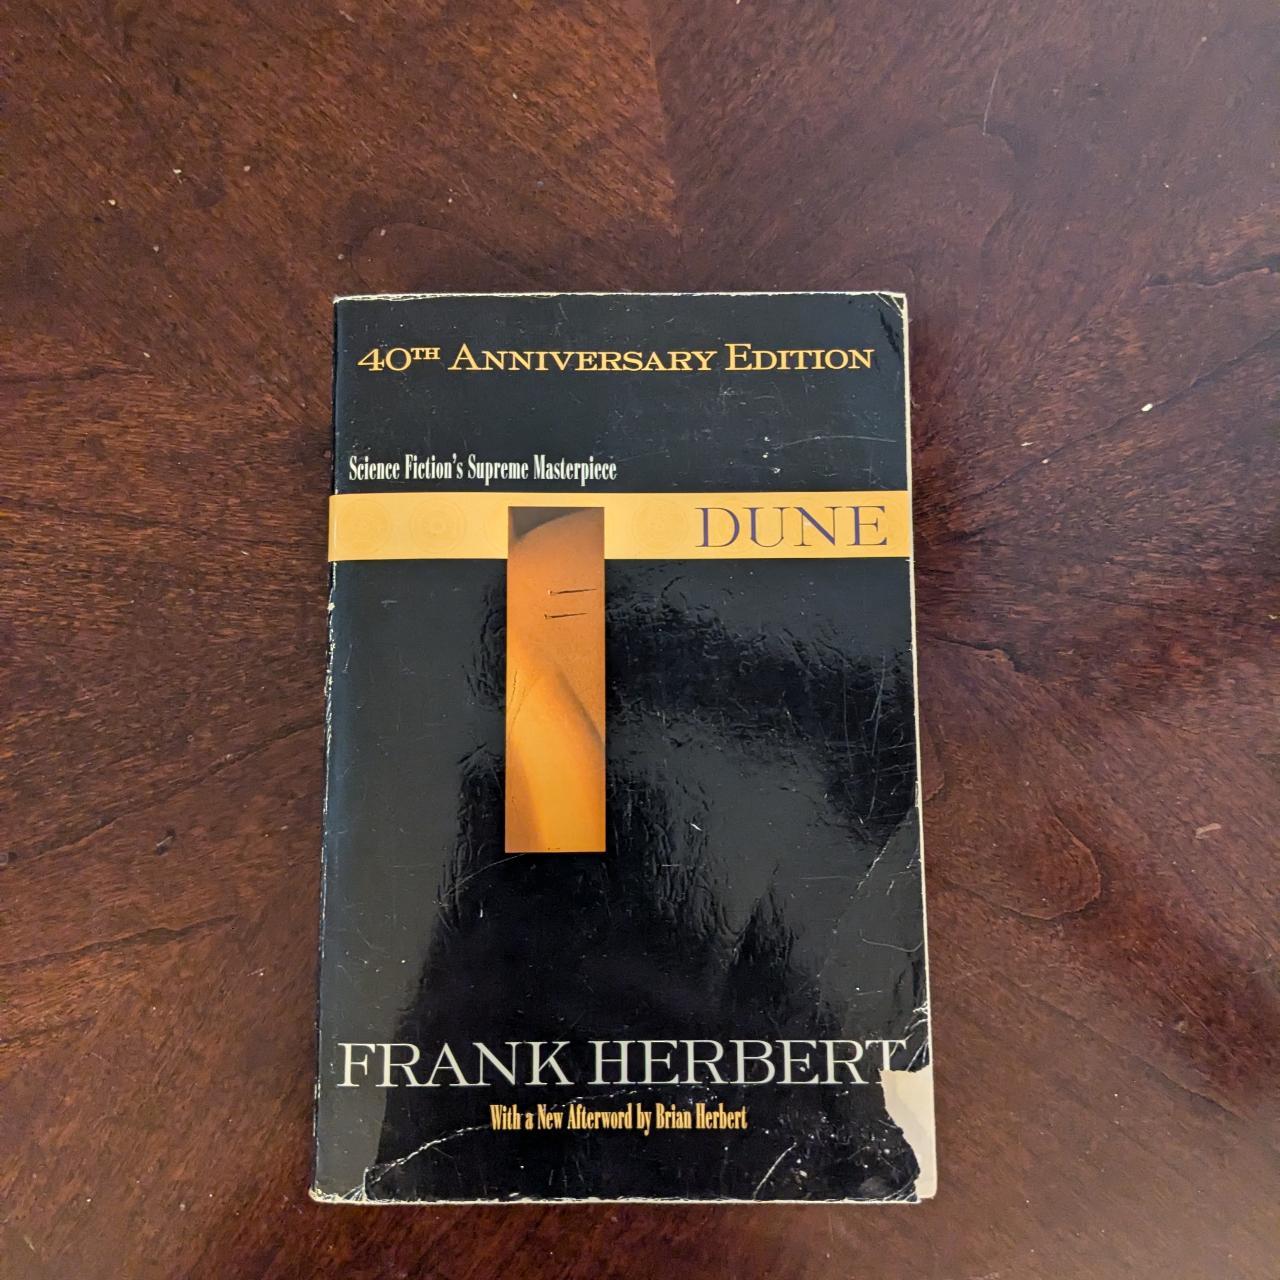 40TH ANNIVERSARY EDITION
Science Fiction's Supreme Masterpiece
DUNE
FRANK HERBERT
With a New Afterword by Brian Herbert